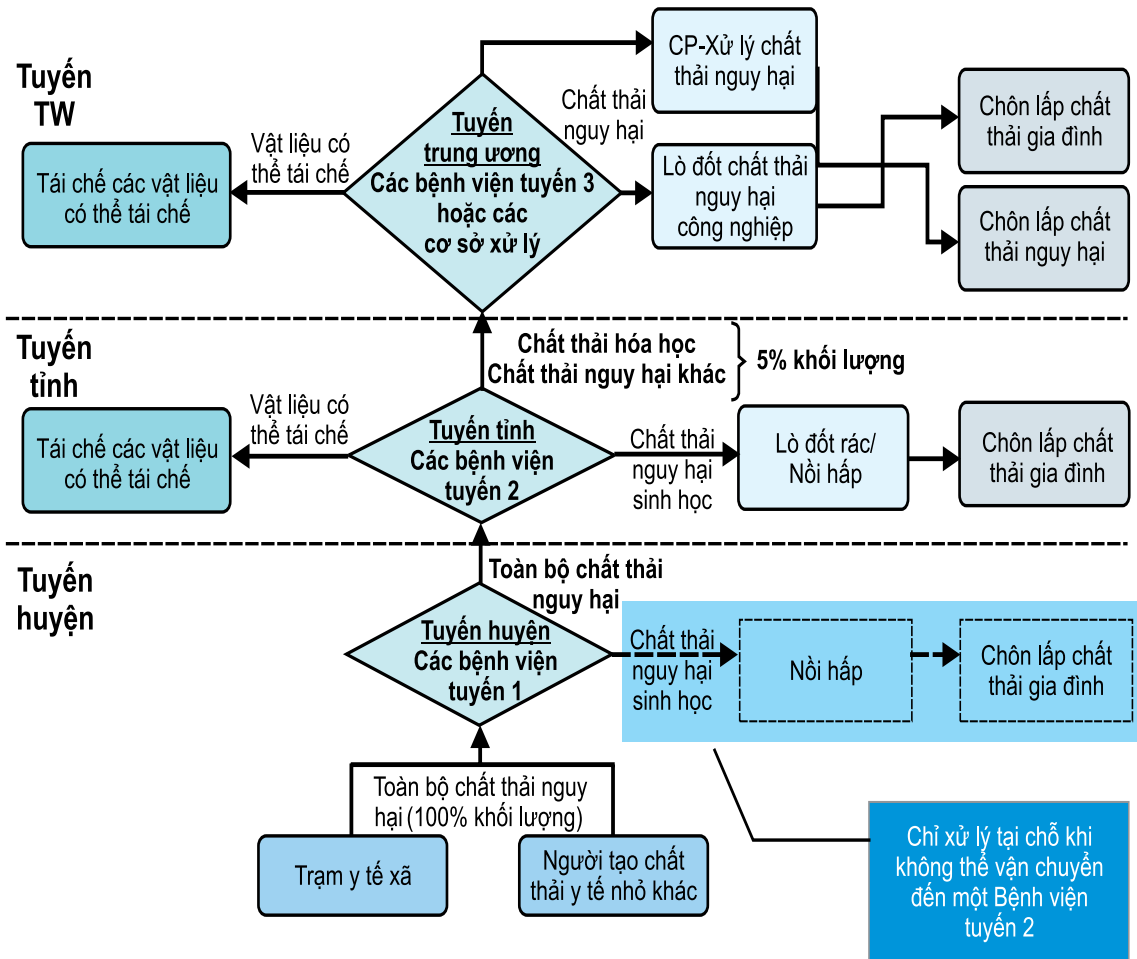 Tuyến
TW
CP-Xử lý chất
thải nguy hại
Chất thải
nguy hại
Tuyến
trung ương
Các bệnh viện tuyến 3
hoặc các
cơ sở xử lý
Vật liệu có
thể tái chế
Tái chế các vật liệu
có thể tái chế
Lò đốt chất thải
nguy hại
công nghiệp
Chôn lấp chất
thải gia đình
Chôn lấp chất
thải nguy hại
Tuyến
tỉnh
Chất thải hóa học
Chất thải nguy hại khác
5% khối lượng
Vật liệu có
thể tái chế
Tái chế các vật liệu
có thể tái chế
Tuyến tỉnh
Các bệnh viện
tuyến 2
Chất thải
nguy hại
sinh học
Lò đốt rác/
Nồi hấp
Chôn lấp chất
thải gia đình
Tuyến
huyện
Toàn bộ chất thải
nguy hại
Tuyến huyện
Các bệnh viện
tuyến 1
Chất thải
nguy hại
sinh học
Nồi hấp
Chôn lấp chất
thải gia đình
Toàn bộ chất thải nguy
hại (100% khối lượng)
Trạm y tế xã
Người tạo chất
thải y tế nhỏ khác
Chỉ xử lý tại chỗ khi
không thể vận chuyển
đến một Bệnh viện
tuyến 2